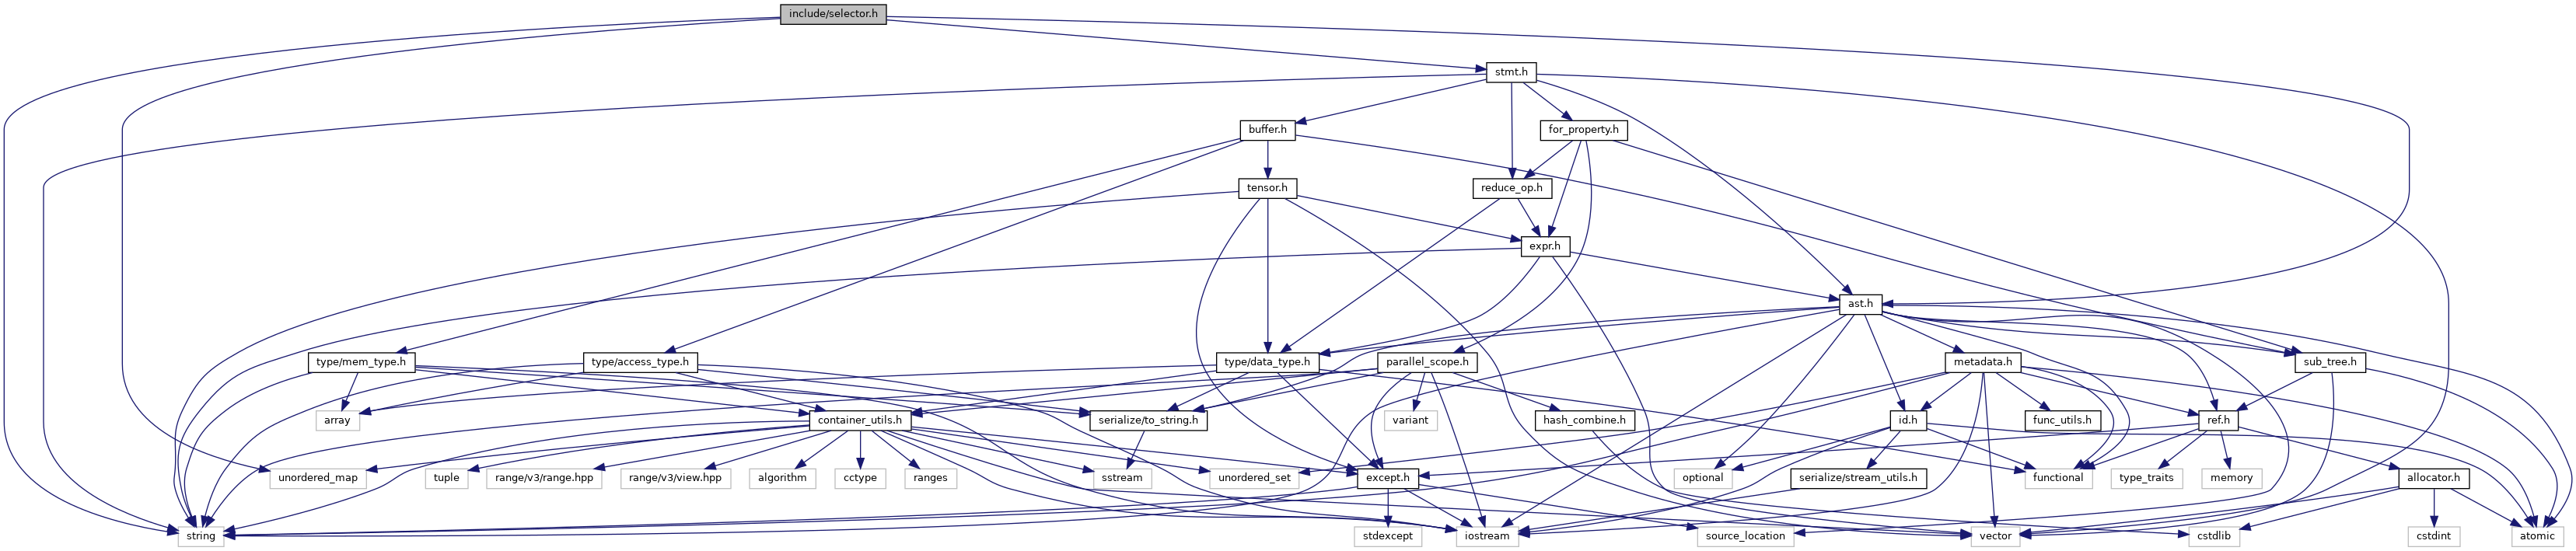 include/selector.h
stmt.h
buffer.h
for_property.h
tensor.h
reduce_op.h
expr.h
ast.h
type/mem_type.h
type/access_type.h
type/data_type.h
parallel_scope.h
metadata.h
sub_tree.h
array
container_utils.h
serialize/to_string.h
variant
hash_combine.h
id.h
func_utils.h
ref.h
unordered_map
tuple
range/v3/range.hpp
range/v3/view.hpp
algorithm
cctype
ranges
sstream
unordered_set
except.h
optional
serialize/stream_utils.h
functional
type_traits
memory
allocator.h
string
stdexcept
iostream
source_location
vector
cstdlib
cstdint
atomic